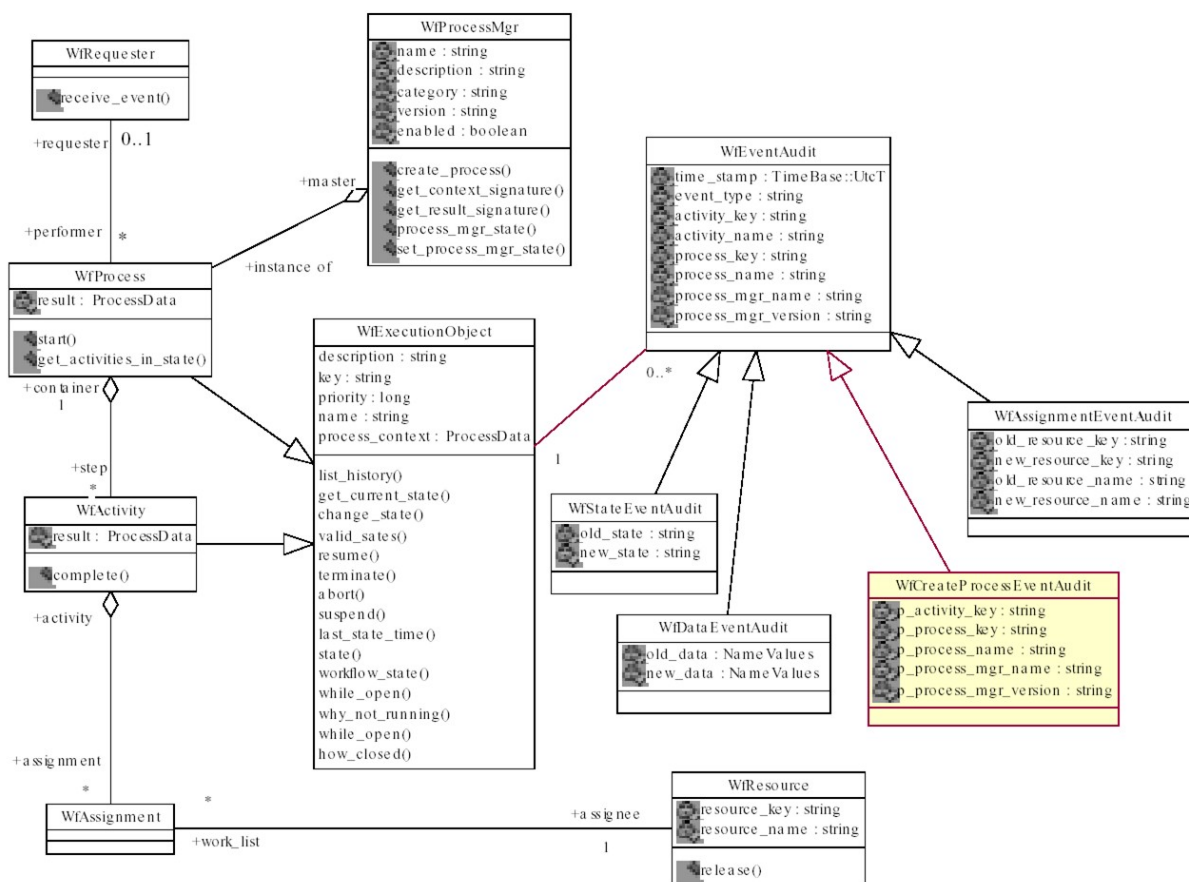 WfRequester
receive_event()
+requester
0..1
+performer
*
WfProcessMgr
name : string
description : string
category : string
version : string
enabled : boolean
create_process()
get_context_signature()
get_result_signature()
process_mgr_state()
set_process_mgr_state()
+master
+instance of
WfProcess
result : ProcessData
start()
get_activities_in_state()
+container
1
+step
*
WfActivity
result : ProcessData
complete()
+activity
+assignment
*
WfAssignment
*
+work_list
WfExecutionObject
description : string
key : string
priority : long
name : string
process_context : ProcessData
list_history()
get_current_state()
change_state()
valid_sates()
resume()
terminate()
abort()
suspend()
last_state_time()
state()
workflow_state()
while_open()
why_not_running()
while_open()
how_closed()
1
0..*
WfEventAudit
time_stamp : TimeBase::UtcT
event_type : string
activity_key : string
activity_name : string
process_key : string
process_name : string
process_mgr_name : string
process_mgr_version : string
WfStateEventAudit
old_state : string
new_state : string
WfDataEventAudit
old_data : NameValues
new_data : NameValues
WfAssignmentEventAudit
old_resource_key : string
new_resource_key : string
old_resource_name : string
new_resource_name : string
WfCreateProcessEventAudit
p_activity_key : string
p_process_key : string
p_process_name : string
p_process_mgr_name : string
p_process_mgr_version : string
+assignee
1
WfResource
resource_key : string
resource_name : string
release()